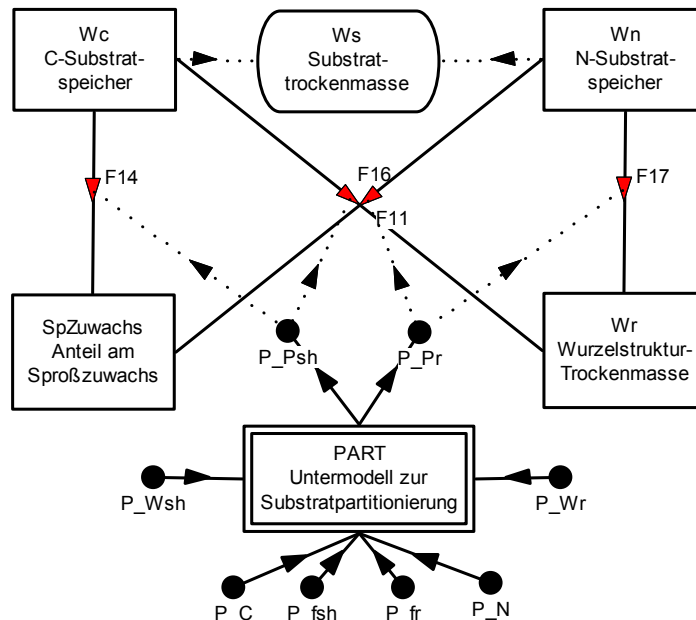 Wc
C-Substrat-
speicher
Ws
Substrat-
trockenmasse
Wn
N-Substrat-
speicher
F14
F16
F17
F11
SpZuwachs
Anteil am
Sproßzuwachs
P_Psh
P_Pr
Wr
Wurzelstruktur-
Trockenmasse
PART
Untermodell zur
Substratpartitionierung
P_Wsh
P_Wr
P_C
P_fsh
P_fr
P_N